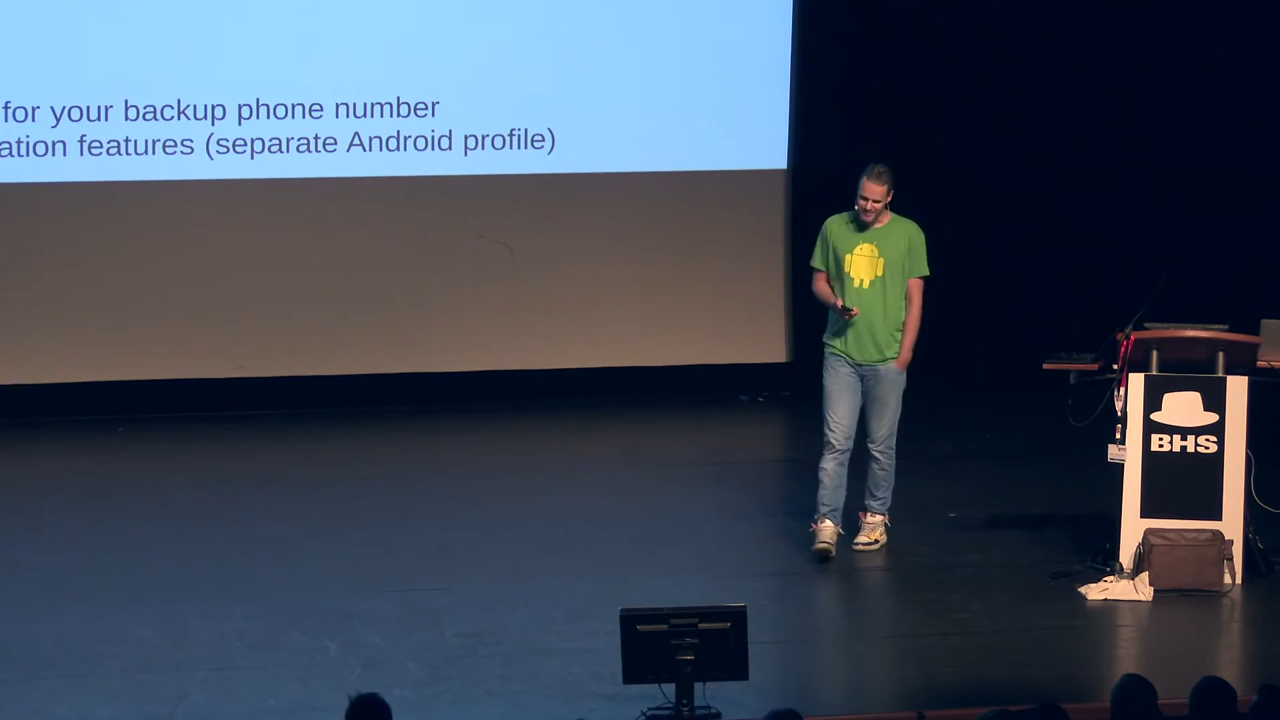 for your backup phone number
ation features (separate Android profile)
BHS